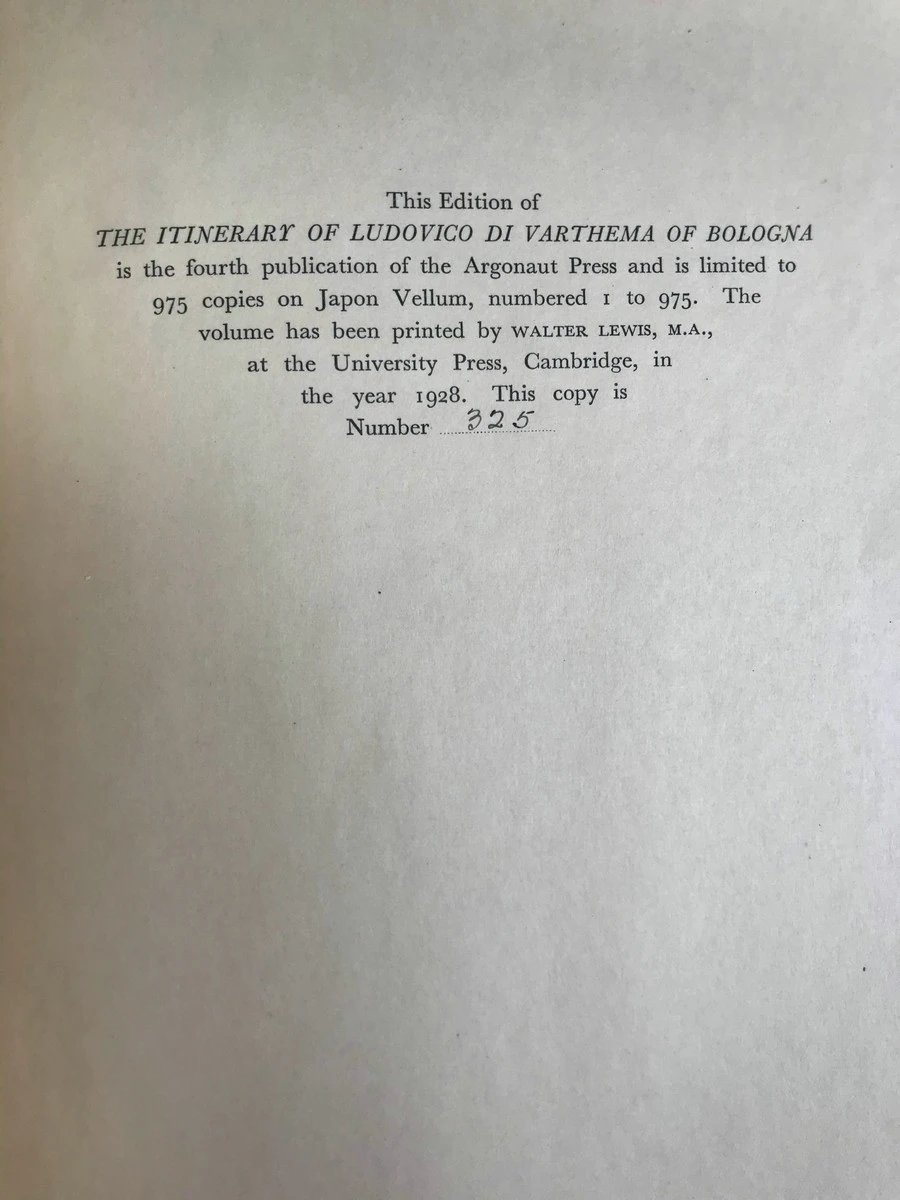 This Edition of
THE ITINERARY OF LUDOVICO DI VARTHEMA OF BOLOGNA
is the fourth publication of the Argonaut Press and is limited to
975 copies on Japon Vellum, numbered 1 to 975. The
volume has been printed by WALTER LEWIS, M.A.,
at the University Press, Cambridge, in
the year 1928. This copy is
Number 325